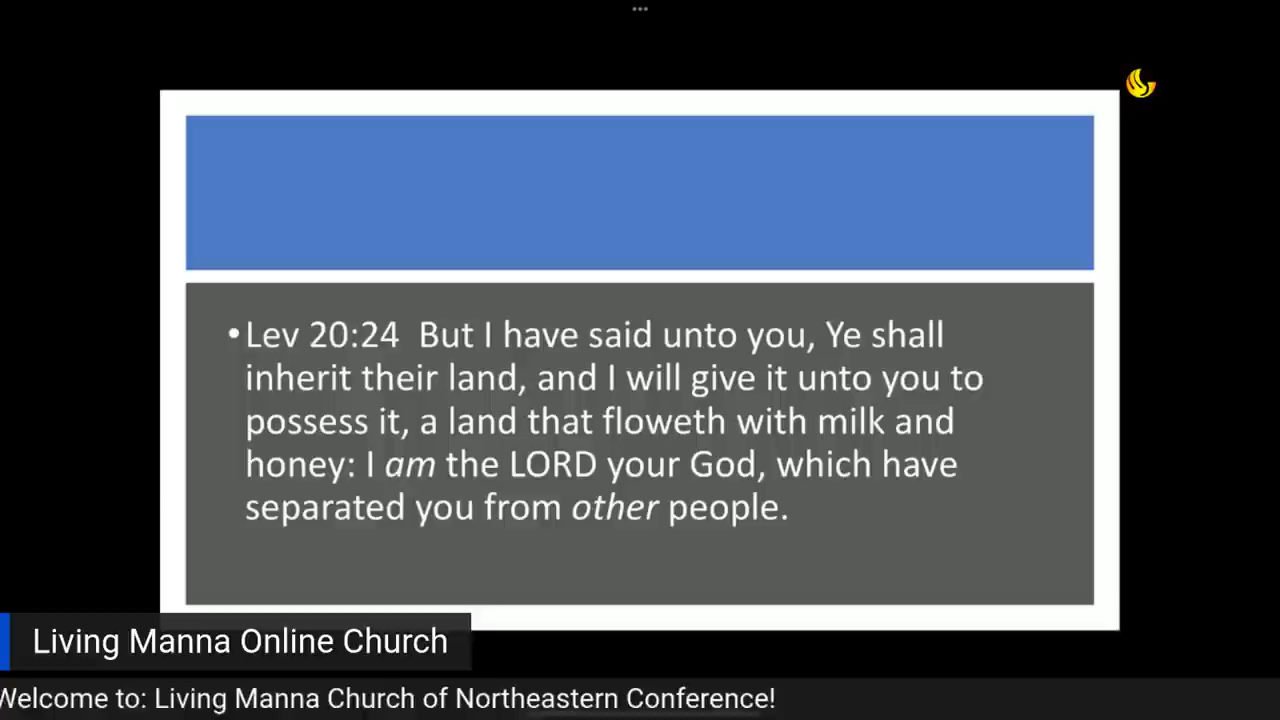 •Lev 20:24 But I have said unto you, Ye shall
inherit their land, and I will give it unto you to
possess it, a land that floweth with milk and
honey: I am the LORD your God, which have
separated you from other people.
Living Manna Online Church
Welcome to: Living Manna Church of Northeastern Conference!